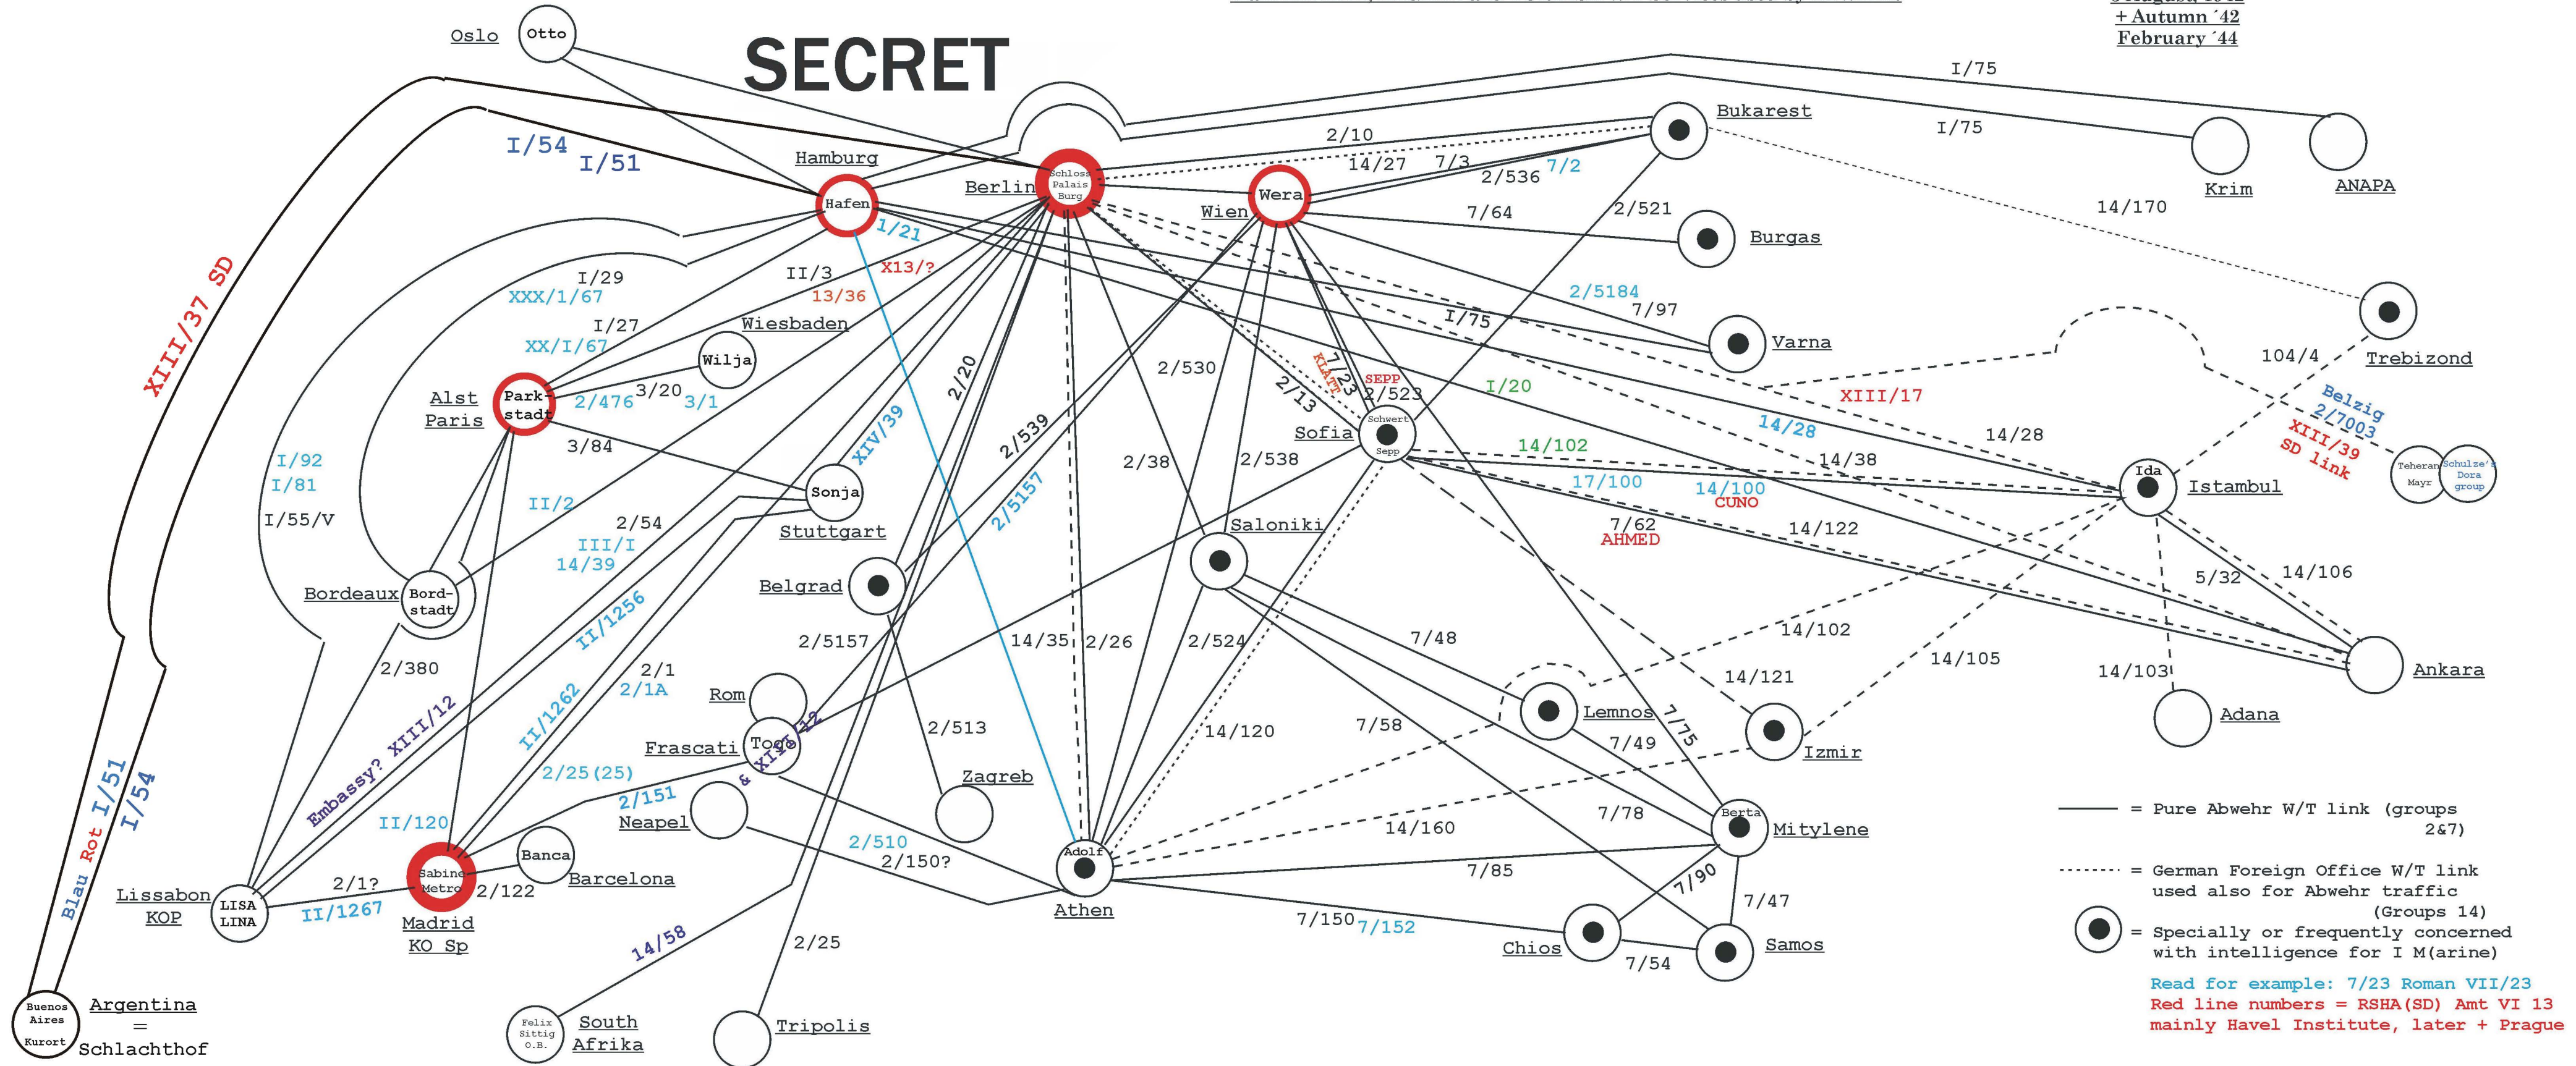 + Autumn ´42
February ´44
SECRET
Oslo
Otto
I/54
I/51
Hamburg
Hafen
Berlin
Schloss
Palais
Burg
Wien
Wera
2/10
14/27
7/3
2/536
7/2
Bukarest
I/75
I/75
Krim
ANAPA
7/64
2/521
Burgas
14/170
1/21
X13/?
II/3
13/36
I/29
XXX/1/67
I/27
XX/I/67
XIII/37 SD
Wiesbaden
Wilja
2/5184
7/97
Varna
I/75
Trebizond
104/4
Alst
Paris
Park-
stadt
2/476
3/20
3/1
3/84
2/20
2/530
2/13
7/23
KLATT
SEPP
2/523
I/20
XIII/17
Belzig
2/7003
XIII/39
SD link
Sofia
Schwert
Sepp
14/102
14/28
14/28
14/38
17/100
14/100
CUNO
7/62
AHMED
14/122
Ida
Istambul
Teheran
Mayr
Schulze's
Dora
group
I/92
I/81
I/55/V
II/2
2/54
III/I
14/39
XIV/39
Sonja
Stuttgart
2/539
2/5157
2/38
2/538
Saloniki
Bordeaux
Bord-
stadt
Belgrad
II/1256
2/5157
14/35
2/26
2/524
7/48
14/102
14/105
5/32
14/106
14/103
Ankara
Adana
2/380
2/1
2/1A
II/1262
Embassy? XIII/12
Rom
Frascati
Togo
& XIII/12
2/513
Zagreb
14/120
7/58
Lemnos
7/49
7/75
14/121
Izmir
2/25(25)
2/151
Neapel
II/120
2/510
2/150?
14/160
7/78
Berta
Mitylene
7/85
7/90
7/47
Adolf
Athen
7/150
7/152
Chios
7/54
Samos
Lissabon
KOP
LISA
LINA
2/1?
II/1267
Sabine
Metro
Madrid
KO Sp
2/122
Banca
Barcelona
14/58
2/25
Blau Rot I/51
I/54
Buenos
Aires
Kurort
Argentina
=
Schlachthof
Felix
Sittig
O.B.
South
Afrika
Tripolis
= Pure Abwehr W/T link (groups
2&7)
= German Foreign Office W/T link
used also for Abwehr traffic
(Groups 14)
= Specially or frequently concerned
with intelligence for I M(arine)
Read for example: 7/23 Roman VII/23
Red line numbers = RSHA(SD) Amt VI 13
mainly Havel Institute, later + Prague